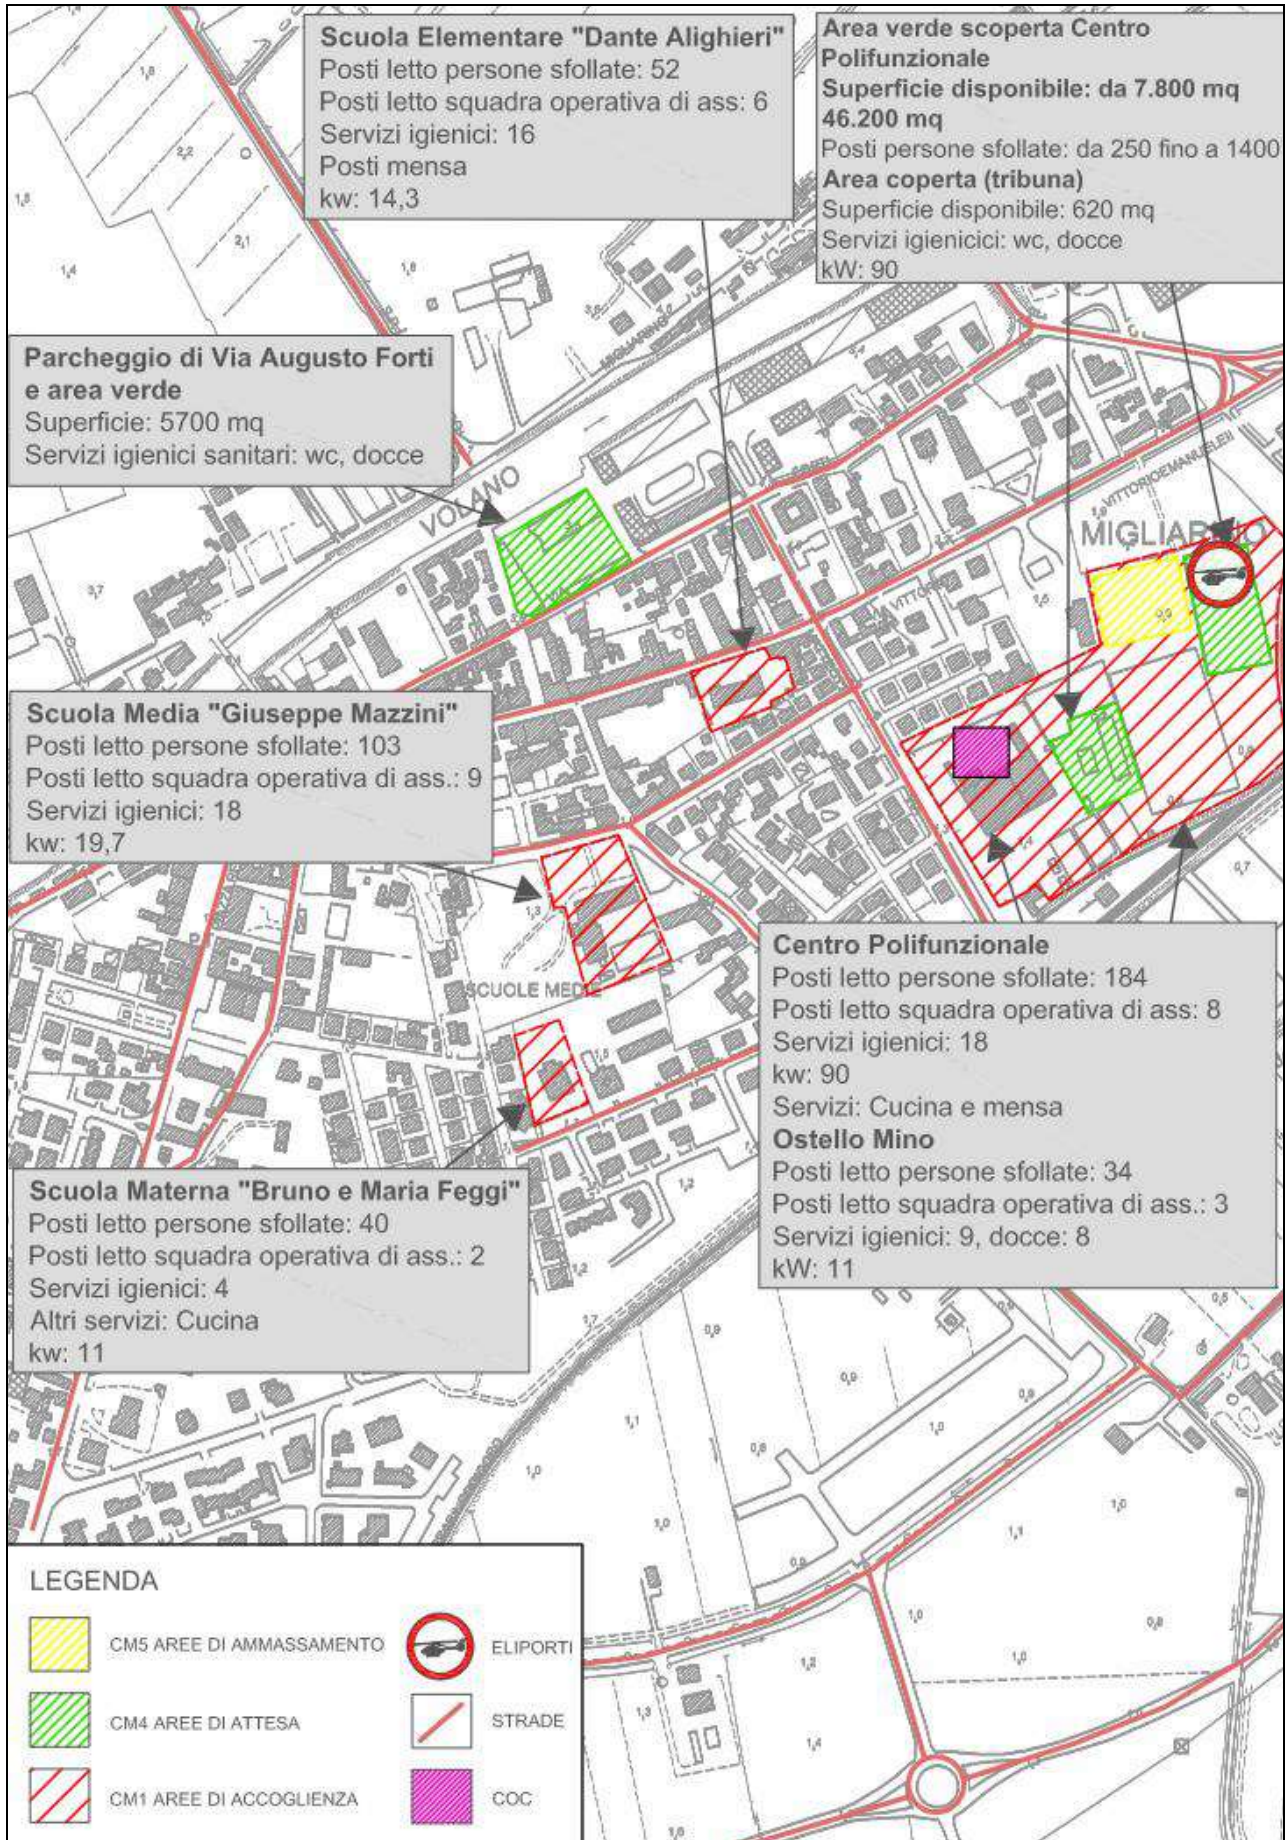 Scuola Elementare "Dante Alighieri"
Posti letto persone sfollate: 52
Posti letto squadra operativa di ass: 6
Servizi igienici: 16
Posti mensa
kw: 14,3
Area verde scoperta Centro
Polifunzionale
Superficie disponibile: da 7.800 mq
46.200 mq
Posti persone sfollate: da 250 fino a 1400
Area coperta (tribuna)
Superficie disponibile: 620 mq
Servizi igienicici: wc, docce
kW: 90
Parcheggio di Via Augusto Forti
e area verde
Superficie: 5700 mq
Servizi igienici sanitari: wc, docce
VOLANO
MIGLIARINO
VITTORIOEMANUELEII
MIGLIAR
O
Scuola Media "Giuseppe Mazzini"
Posti letto persone sfollate: 103
Posti letto squadra operativa di ass.: 9
Servizi igienici: 18
kw: 19,7
SCUOLE MEDIE
Centro Polifunzionale
Posti letto persone sfollate: 184
Posti letto squadra operativa di ass: 8
Servizi igienici: 18
kw: 90
Servizi: Cucina e mensa
Ostello Mino
Posti letto persone sfollate: 34
Posti letto squadra operativa di ass.: 3
Servizi igienici: 9, docce: 8
kW: 11
Scuola Materna "Bruno e Maria Feggi"
Posti letto persone sfollate: 40
Posti letto squadra operativa di ass.: 2
Servizi igienici: 4
Altri servizi: Cucina
kw: 11
LEGENDA
CM5 AREE DI AMMASSAMENTO
ELIPORTI
CM4 AREE DI ATTESA
STRADE
CM1 AREE DI ACCOGLIENZA
COC